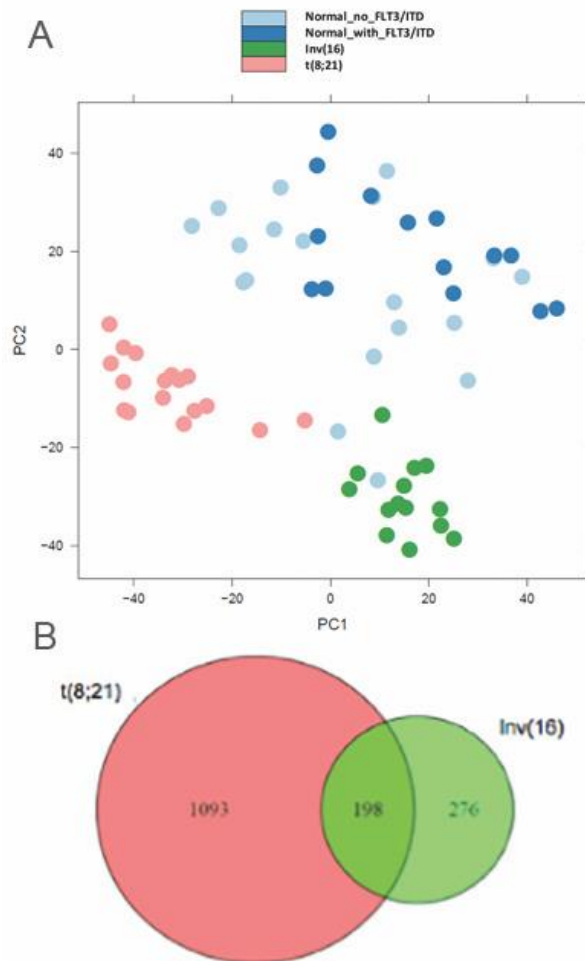 A
Normal_no_FLT3/ITD
Normal_with_FLT3/ITD
Inv(16)
t(8;21)
40
20
0
−20
−40
PC2
−40
−20
0
20
40
PC1
B
t(8;21)
Inv(16)
1093
198
276